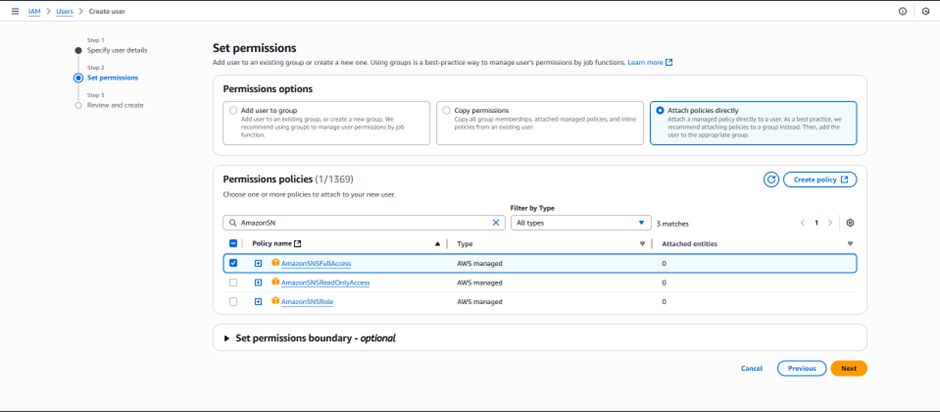 IAM > Users > Create user
Step 1
Specify user details
Step 2
Set permissions
Step 3
Review and create
Set permissions
Add user to an existing group or create a new one. Using groups is best-practice way to manage user's permissions by job functions. Learn more
Permissions options
Add user to group
Add user to an existing group, or create a new group. We
recommend using groups to manage user permissions by job
function.
Copy permissions
Copy all group memberships, attached managed policies, and inline
policies from an existing user.
Attach policies directly
Attach a managed policy directly to a user. As a best practice, we
recommend attaching policies to a group instead. Then, add the
user to the appropriate group.
Permissions policies (1/1369)
Create policy
Choose one or more policies to attach to your new user.
Filter by Type
AmazonSN
All types
3 matches
1
Policy name
Type
Attached entities
AmazonSNSFullAccess AWS managed 0
AmazonSNSReadOnlyAccess AWS managed 0
AmazonSNSRole AWS managed 0
Set permissions boundary - optional
Cancel
Previous
Next